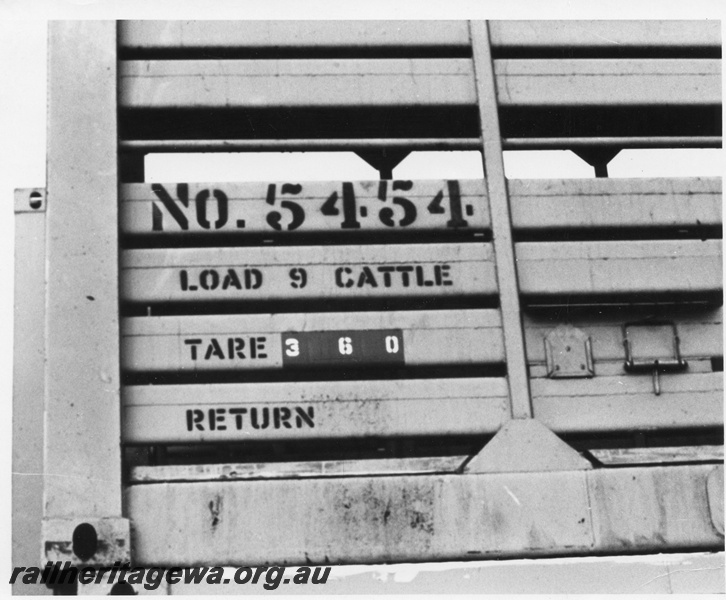 No. 5454
LOAD 9 CATTLE
TARE 3 6 0
RETURN
railheritagewa.org.au